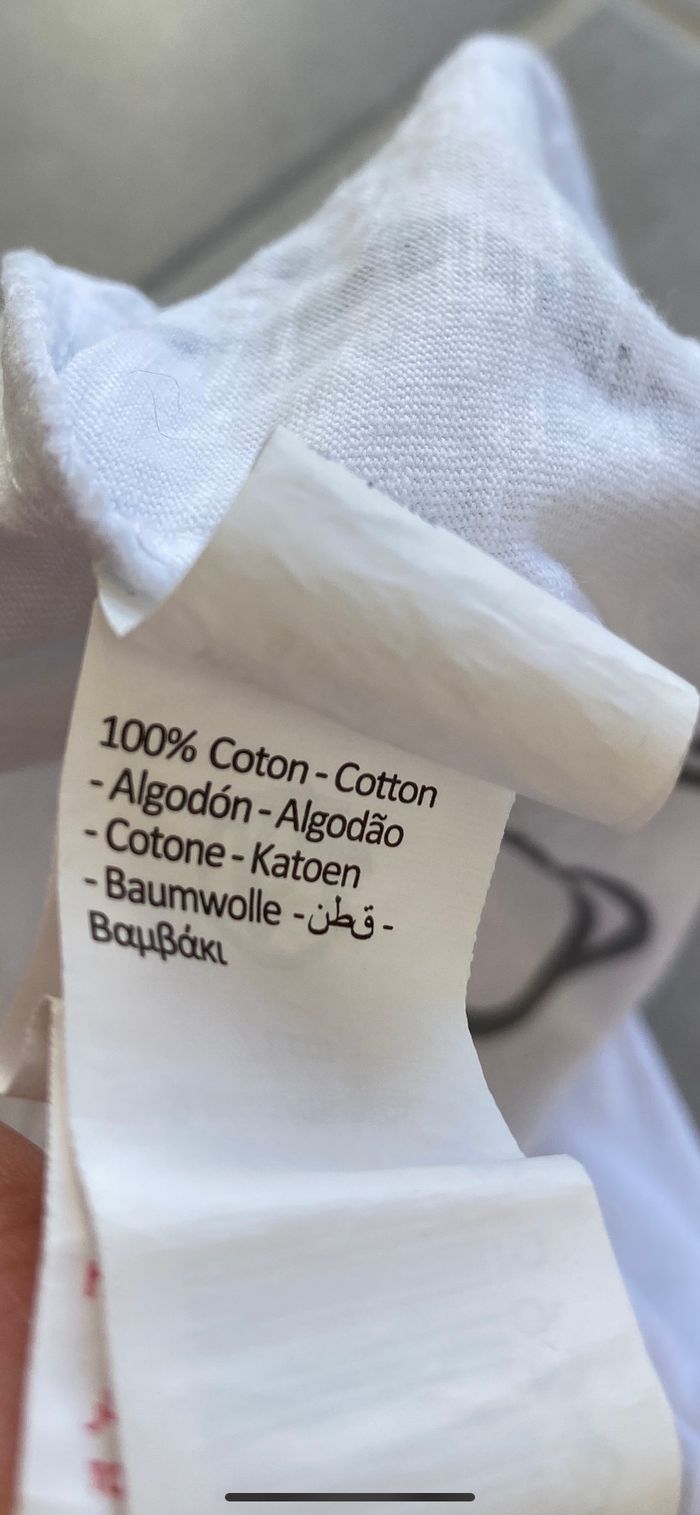 100% Coton - Cotton
- Algodón - Algodão
- Cotone - Katoen
- Baumwolle - قطن -
Βαμβάκι